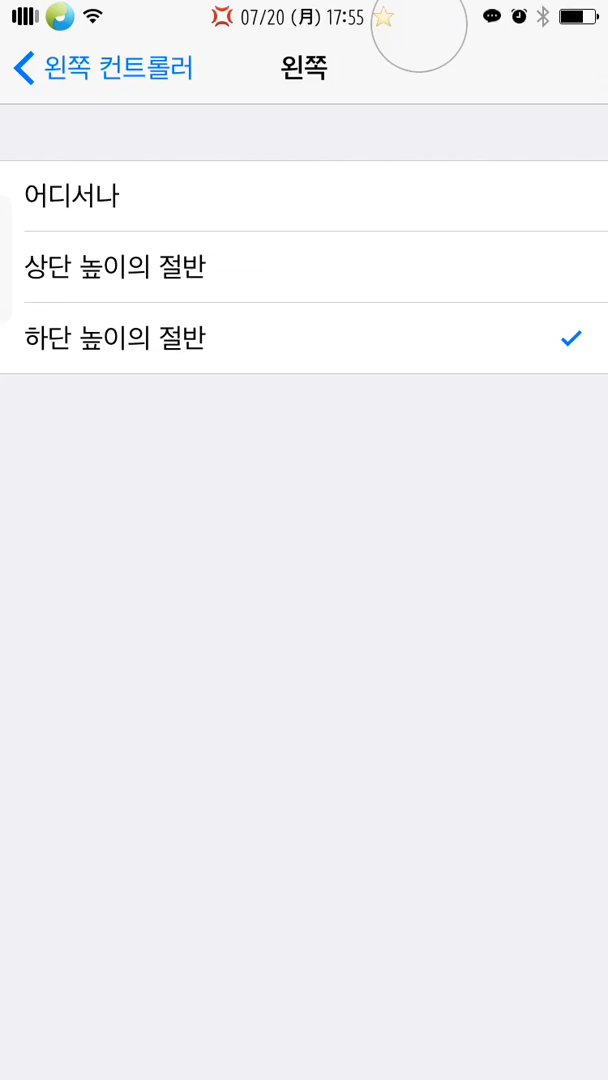 07/20 (月) 17:55
왼쪽 컨트롤러
왼쪽
어디서나
상단 높이의 절반
하단 높이의 절반